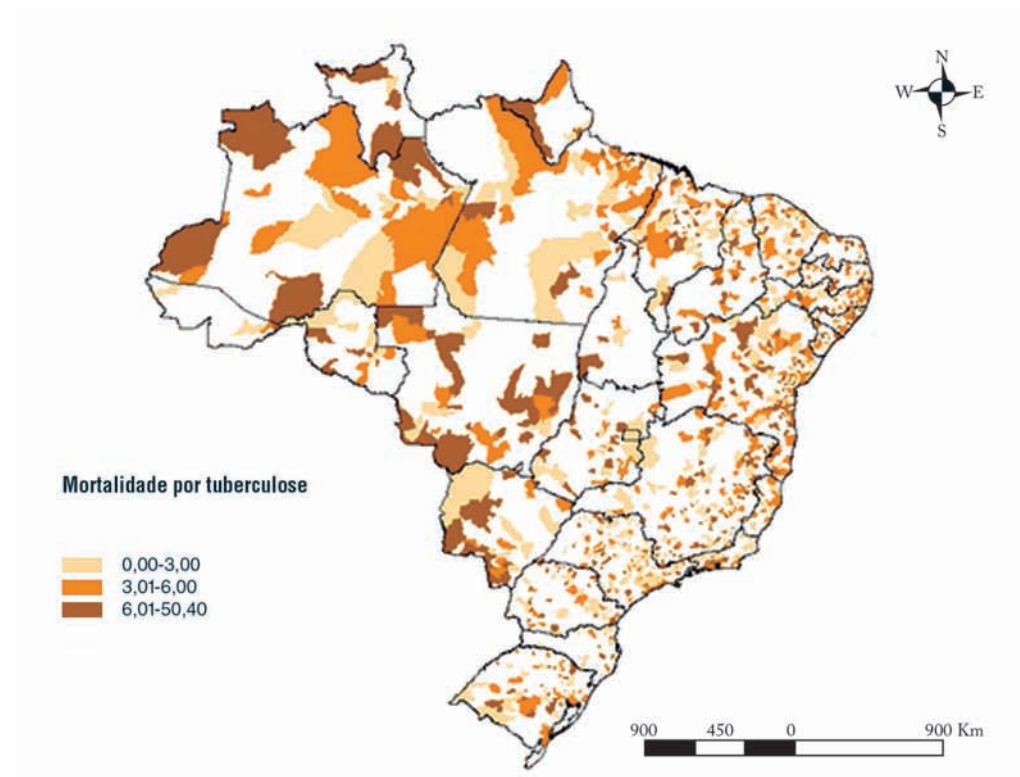 N
W E
S
Mortalidade por tuberculose
0,00-3,00
3,01-6,00
6,01-50,40
900 450 0 900 Km